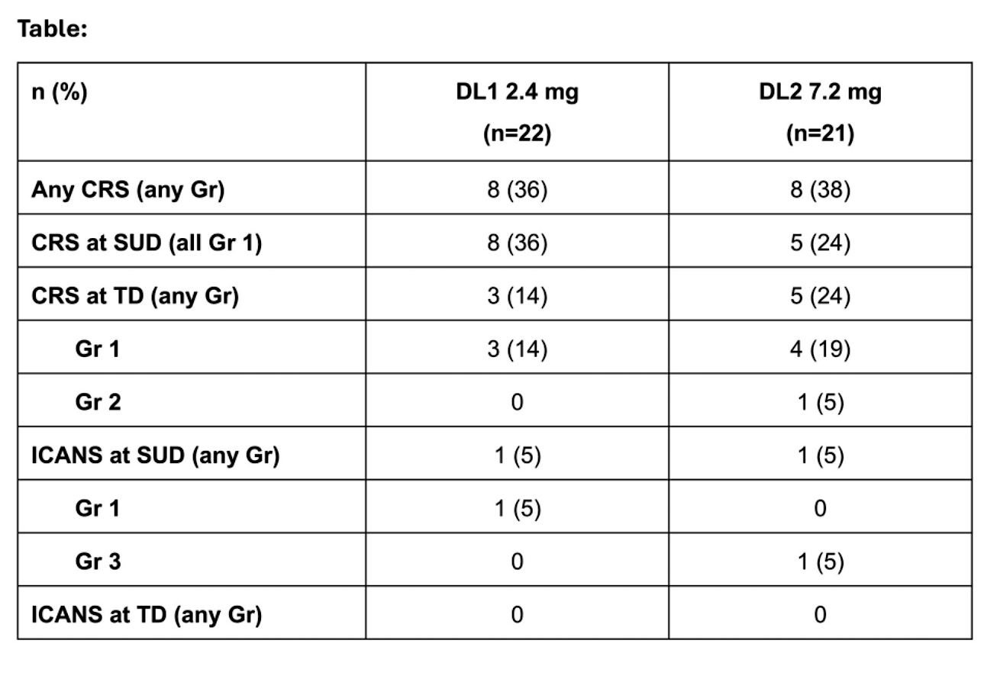 Table:
n (%) DL1 2.4 mg DL2 7.2 mg
(n=22) (n=21)
Any CRS (any Gr) 8 (36) 8 (38)
CRS at SUD (all Gr 1) 8 (36) 5 (24)
CRS at TD (any Gr) 3 (14) 5 (24)
Gr 1 3 (14) 4 (19)
Gr 2 0 1 (5)
ICANS at SUD (any Gr) 1 (5) 1 (5)
Gr 1 1 (5) 0
Gr 3 0 1 (5)
ICANS at TD (any Gr) 0 0